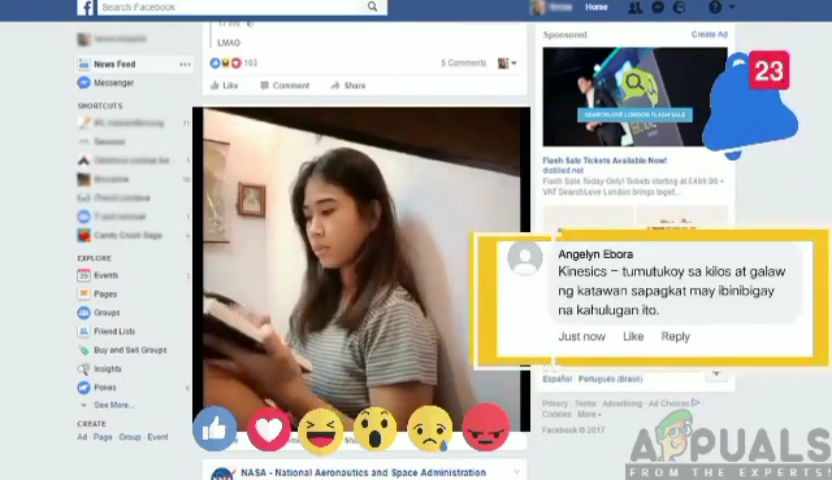 f
Search Facebook
Home
LMAO
103
5 Comments
Like
Comment
Share
News Feed
Messenger
SHORTCUTS
11
1
9
Candy Crush Saga
EXPLORE
Events
Pages
Groups
Friend Lists
Buy and Sell Groups
Insights
Pokes
See More...
CREATE
Ad Page Group Event
Sponsored
Create Ad
SEARCHLOVE LONDON FLASH SALE
23
Flash Sale Tickets Available Now!
distilled.net
Flash Sale Today Only! Tickets starting at £499.99 +
VAT SearchLove London brings toget...
Angelyn Ebora
Kinesics – tumutukoy sa kilos at galaw
ng katawan sapagkat may ibinibigay
na kahulugan ito.
Just now Like Reply
Español · Português (Brasil)
Privacy · Terms · Advertising · Ad Choices
Cookies · More
Facebook © 2017
NASA - National Aeronautics and Space Administration
APPUALS
FROM THE EXPERTS!